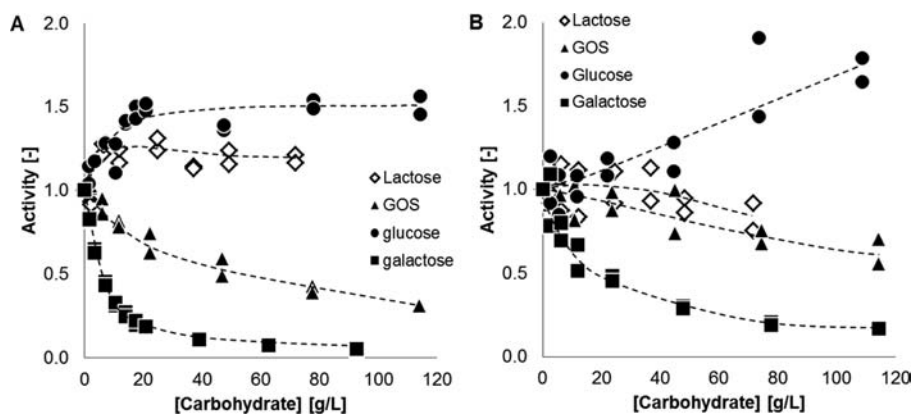 A
2.0
1.5
1.0
0.5
0.0
Activity [-]
0 20 40 60 80 100 120
[Carbohydrate] [g/L]
Lactose
GOS
glucose
galactose
B
2.0
1.5
1.0
0.5
0.0
Activity [-]
0 20 40 60 80 100 120
[Carbohydrate] [g/L]
Lactose
GOS
Glucose
Galactose